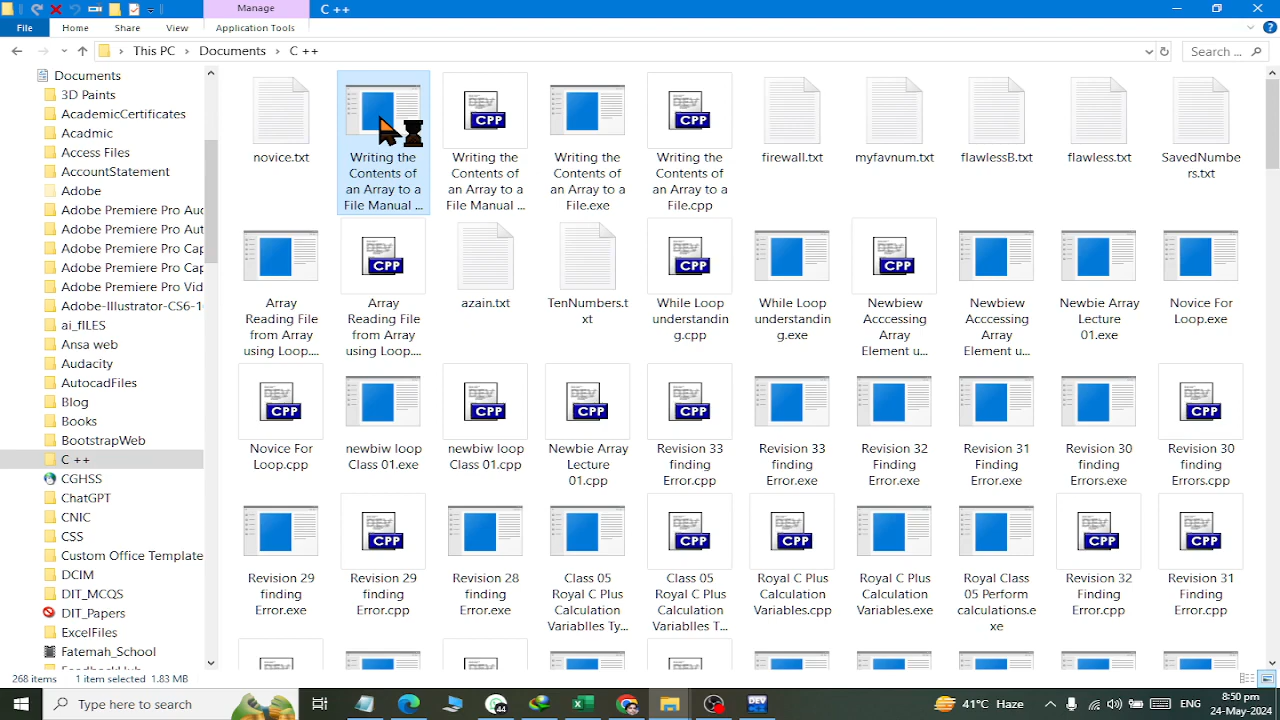 Manage
C ++
File
Home
Share
View
Application Tools
This PC
Documents
C ++
Search ...
Documents
3D Paints
AcademicCertificates
Acadmic
Access Files
AccountStatement
Adobe
Adobe Premiere Pro Auc
Adobe Premiere Pro Aut
Adobe Premiere Pro Cap
Adobe Premiere Pro Cap
Adobe Premiere Pro Vid
Adobe-Illustrator-CS6-1
ai_fILES
Ansa web
Audacity
AutocadFiles
Blog
Books
BootstrapWeb
C ++
CGHSS
ChatGPT
CNIC
CSS
Custom Office Template
DCIM
DIT_MCQS
DIT_Papers
ExcelFiles
Fatemah_School
novice.txt
Writing the
Contents of
an Array to a
File Manual ...
Writing the
Contents of
an Array to a
File Manual ...
Writing the
Contents of
an Array to a
File.exe
Writing the
Contents of
an Array to a
File.cpp
firewall.txt
myfavnum.txt
flawlessB.txt
flawless.txt
SavedNumbe
rs.txt
Array
Reading File
from Array
using Loop....
Array
Reading File
from Array
using Loop....
azain.txt
TenNumbers.t
xt
While Loop
understandin
g.cpp
While Loop
understandin
g.exe
Newbiew
Acccessing
Array
Element u...
Newbiew
Acccessing
Array
Element u...
Newbie Array
Lecture
01.exe
Novice For
Loop.exe
Novice For
Loop.cpp
newbiw loop
Class 01.exe
newbiw loop
Class 01.cpp
Newbie Array
Lecture
01.cpp
Revision 33
finding
Error.cpp
Revision 33
finding
Error.exe
Revision 32
Finding
Error.exe
Revision 31
Finding
Error.exe
Revision 30
finding
Errors.exe
Revision 30
finding
Errors.cpp
Revision 29
finding
Error.exe
Revision 29
finding
Error.cpp
Revision 28
finding
Error.exe
Class 05
Royal C Plus
Calculation
Variablles Ty...
Class 05
Royal C Plus
Calculation
Variablles T...
Royal C Plus
Calculation
Variables.cpp
Royal C Plus
Calculation
Variables.exe
Royal Class
05 Perform
calculations.e
xe
Revision 32
Finding
Error.cpp
Revision 31
Finding
Error.cpp
268 items
1 item selected 1.83 MB
Type here to search
44
41°C Haze
ENG
8:50 pm
24-May-2024